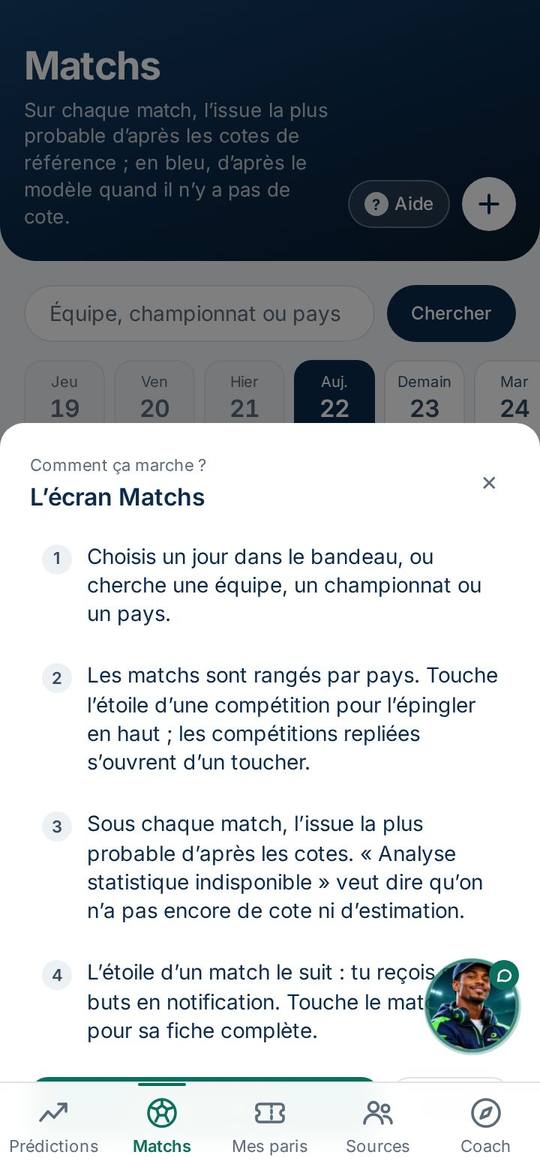 Matchs
Sur chaque match, l’issue la plus
probable d’après les cotes de
référence ; en bleu, d’après le
modèle quand il n’y a pas de
cote.
? Aide
+
Équipe, championnat ou pays
Chercher
Jeu Ven Hier Auj. Demain Mar
19 20 21 22 23 24
Comment ça marche ?
L’écran Matchs
×
1 Choisis un jour dans le bandeau, ou
cherche une équipe, un championnat ou
un pays.
2 Les matchs sont rangés par pays. Touche
l’étoile d’une compétition pour l’épingler
en haut ; les compétitions repliées
s’ouvrent d’un toucher.
3 Sous chaque match, l’issue la plus
probable d’après les cotes. « Analyse
statistique indisponible » veut dire qu’on
n’a pas encore de cote ni d’estimation.
4 L’étoile d’un match le suit : tu reçois
buts en notification. Touche le
pour sa fiche complète.
Prédictions Matchs Mes paris Sources Coach